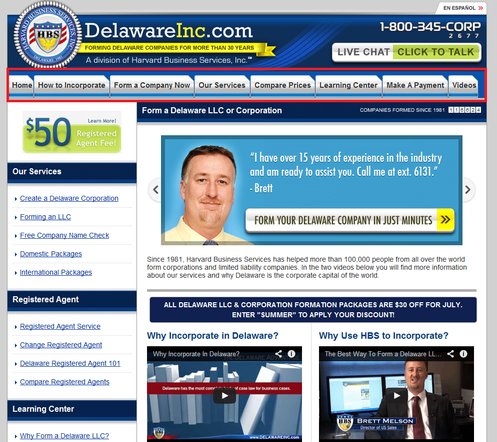 EN ESPAÑOL
HARVARD BUSINESS SERVICES, INC.
HBS
DelawareInc.com
FORMING DELAWARE COMPANIES FOR MORE THAN 30 YEARS
A division of Harvard Business Services, Inc.™
1-800-345-CORP
2 6 7 7
LIVE CHAT CLICK TO TALK
Home
How to Incorporate
Form a Company Now
Our Services
Compare Prices
Learning Center
Make A Payment
Videos
Learn More!
$50 Registered
Agent Fee!
Our Services
Create a Delaware Corporation
Forming an LLC
Free Company Name Check
Domestic Packages
International Packages
Registered Agent
Registered Agent Service
Change Registered Agent
Delaware Registered Agent 101
Compare Registered Agents
Learning Center
Why Form a Delaware LLC?
Form a Delaware LLC or Corporation
COMPANIES FORMED SINCE 1981
“I have over 15 years of experience in the industry
and am ready to assist you. Call me at ext. 6131.”
- Brett
FORM YOUR DELAWARE COMPANY IN JUST MINUTES »
Since 1981, Harvard Business Services has helped more than 100,000 people from all over the world
form corporations and limited liability companies. In the two videos below you will find more information
about our services and why Delaware is the corporate capital of the world.
ALL DELAWARE LLC & CORPORATION FORMATION PACKAGES ARE $30 OFF FOR JULY.
ENTER "SUMMER" TO APPLY YOUR DISCOUNT!
Why Incorporate in Delaware?
Why Incorporate In Delaware?
Delaware has the most of case law for business cases.
WWW.DELAWAREINC.COM
Why Use HBS to Incorporate?
The Best Way To Form a Delaware LL...
HBS
BRETT MELSON
Director of US Sales